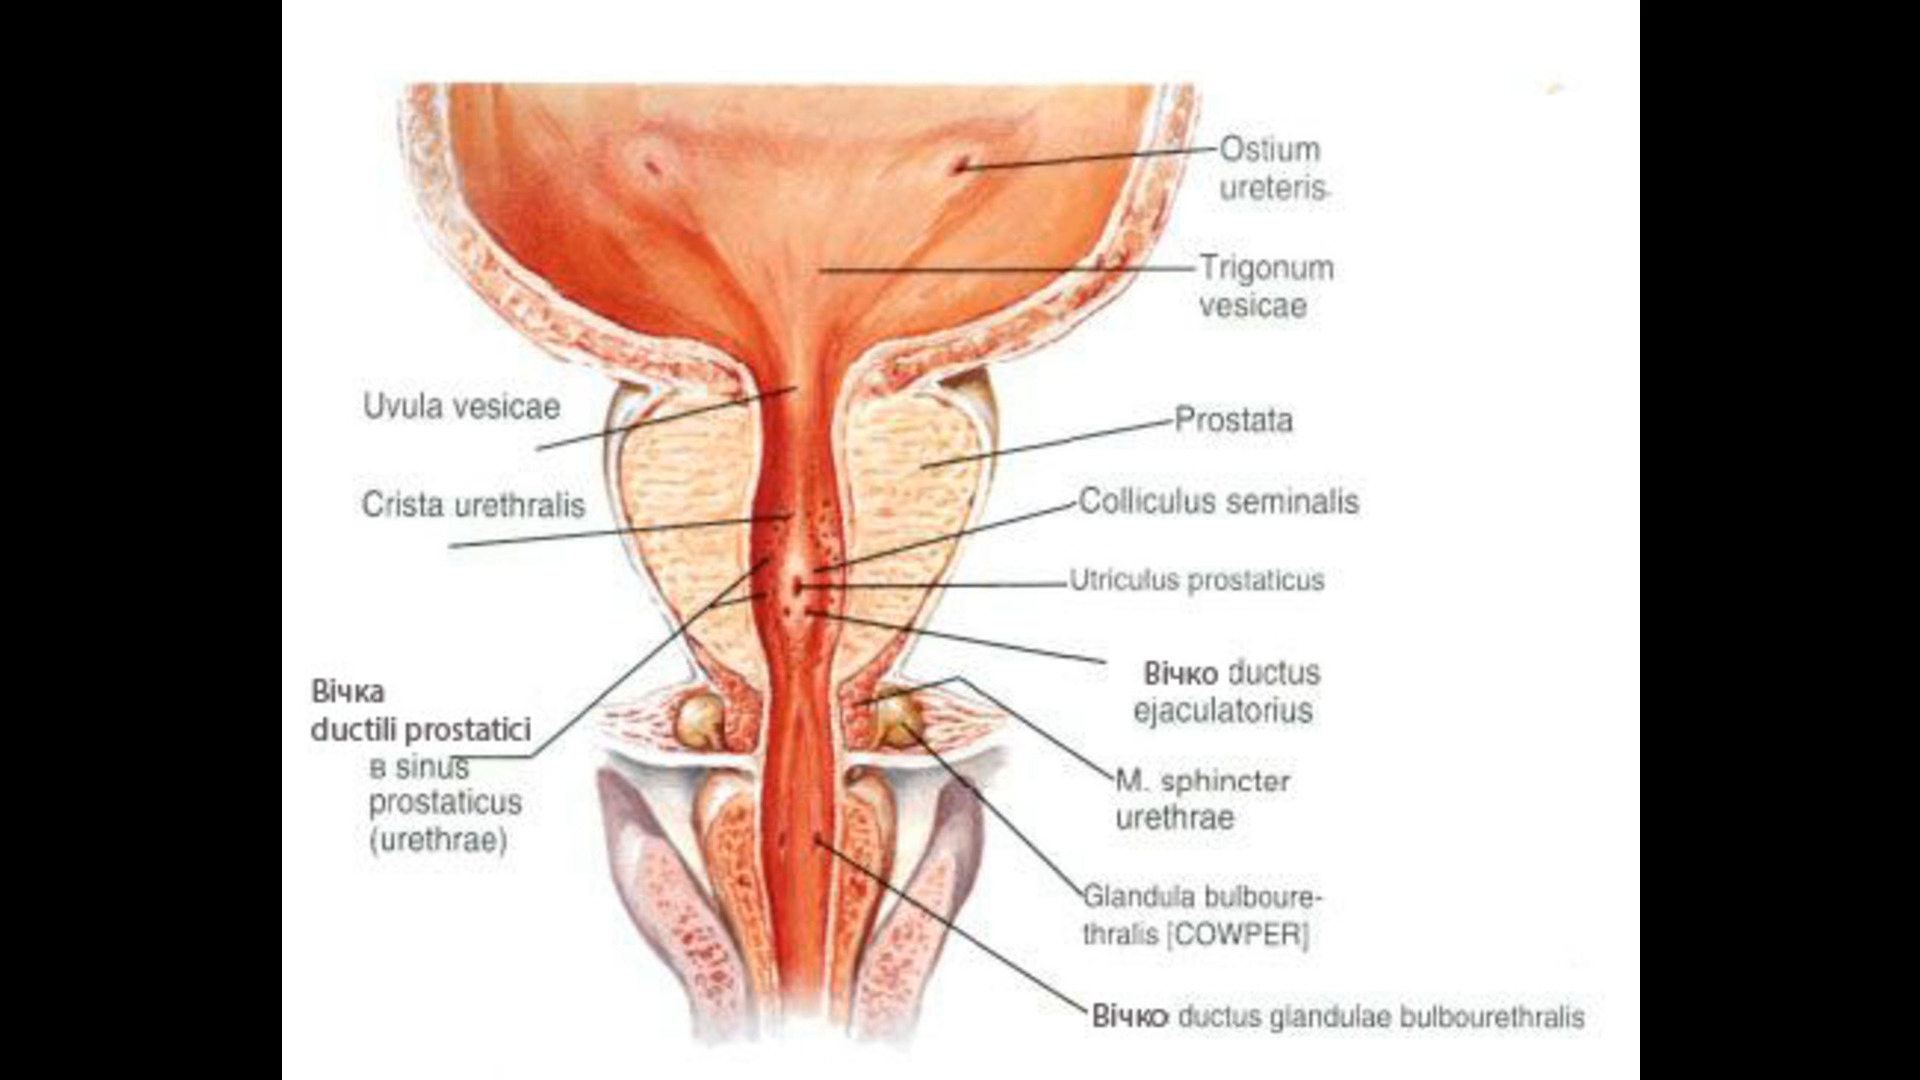 Ostium
ureteris
Trigonum
vesicae
Uvula vesicae
Prostata
Crista urethralis
Colliculus seminalis
Utriculus prostaticus
Вічко ductus
ejaculatorius
Вічка
ductili prostatici
в sinus
prostaticus
(urethrae)
M. sphincter
urethrae
Glandula bulboure-
thralis [COWPER]
Вічко ductus glandulae bulbourethralis